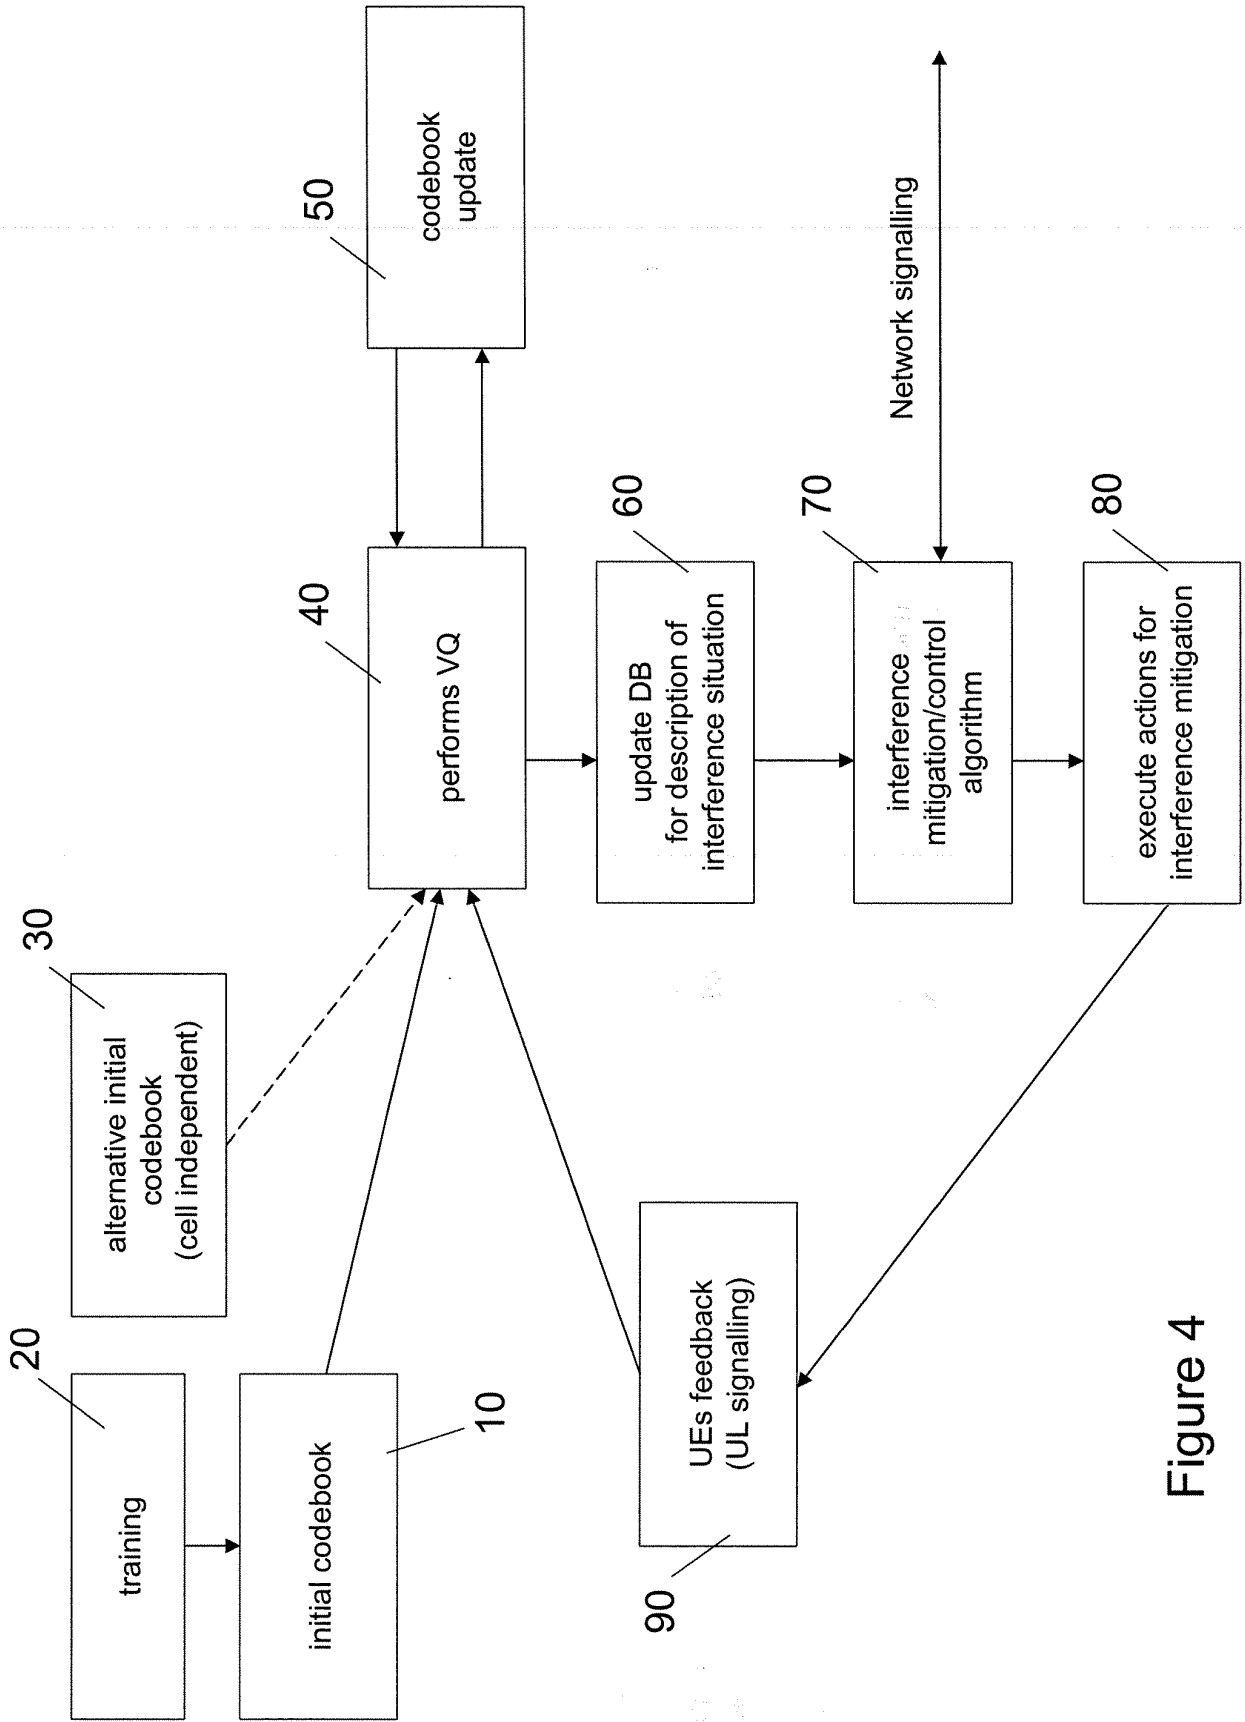 20
training
10
initial codebook
30
alternative initial
codebook
(cell independent)
40
performs VQ
50
codebook
update
60
update DB
for description of
interference situation
70
interference
mitigation/control
algorithm
Network signalling
80
execute actions for
interference mitigation
90
UEs feedback
(UL signalling)
Figure 4